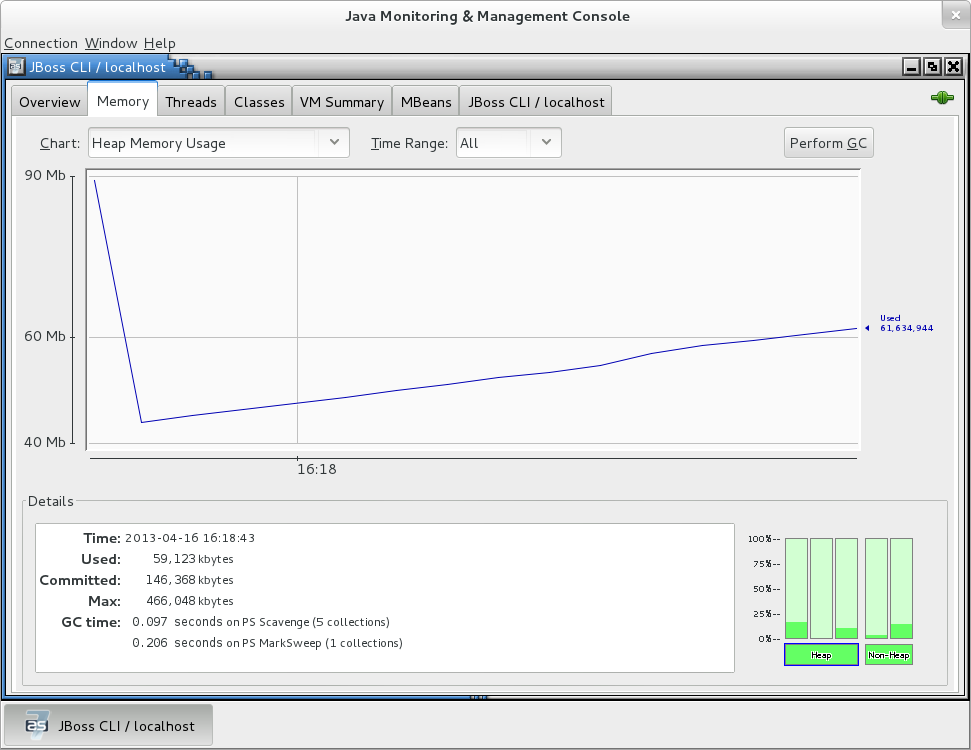 Java Monitoring & Management Console
Connection Window Help
JBoss CLI / localhost
Overview Memory Threads Classes VM Summary MBeans JBoss CLI / localhost
Chart: Heap Memory Usage Time Range: All Perform GC
90 Mb
Used
61,634,944
60 Mb
40 Mb
16:18
Details
Time: 2013-04-16 16:18:43
Used: 59,123 kbytes
Committed: 146,368 kbytes
Max: 466,048 kbytes
GC time: 0.097 seconds on PS Scavenge (5 collections)
0.206 seconds on PS MarkSweep (1 collections)
100%--
75%--
50%--
25%--
0%--
Heap Non-Heap
as JBoss CLI / localhost